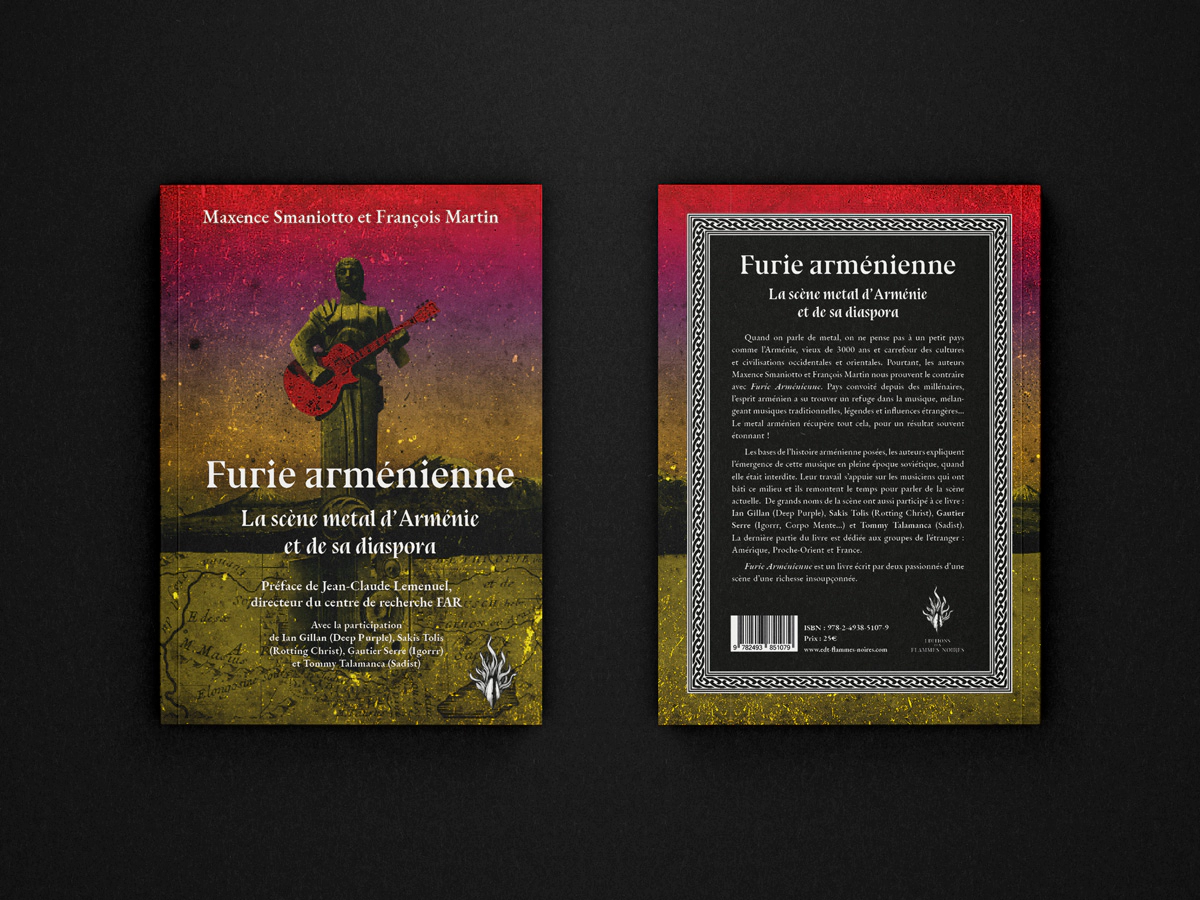 Maxence Smaniotto et François Martin
Furie arménienne
La scène metal d'Arménie
et de sa diaspora
Préface de Jean-Claude Lemenuel,
directeur du centre de recherche FAR
Avec la participation
de Ian Gillan (Deep Purple), Sakis Tolis
(Rotting Christ), Gautier Serre (Igorrr)
et Tommy Talamanca (Sadist)
Furie arménienne
La scène metal d'Arménie
et de sa diaspora
Quand on parle de metal, on ne pense pas à un petit pays
comme l'Arménie, vieux de 3000 ans et carrefour des cultures
et civilisations occidentales et orientales. Pourtant, les auteurs
Maxence Smaniotto et François Martin nous prouvent le contraire
avec Furie Arménienne. Pays convoité depuis des millénaires,
l'esprit arménien a su trouver un refuge dans la musique, mélan-
geant musiques traditionnelles, légendes et influences étrangères...
Le metal arménien récupère tout cela, pour un résultat souvent
étonnant !
Les bases de l'histoire arménienne posées, les auteurs expliquent
l'émergence de cette musique en pleine époque soviétique, quand
elle était interdite. Leur travail s'appuie sur les musiciens qui ont
bâti ce milieu et ils remontent le temps pour parler de la scène
actuelle. De grands noms de la scène ont aussi participé à ce livre :
Ian Gillan (Deep Purple), Sakis Tolis (Rotting Christ), Gautier
Serre (Igorrr, Corpo Mente...) et Tommy Talamanca (Sadist).
La dernière partie du livre est dédiée aux groupes de l'étranger :
Amérique, Proche-Orient et France.
Furie Arménienne est un livre écrit par deux passionnés d'une
scène d'une richesse insoupçonnée.
9 782493 851079
ISBN : 978-2-4938-5107-9
Prix : 25€
www.edt-flammes-noires.com
EDITIONS
DES
FLAMMES NOIRES